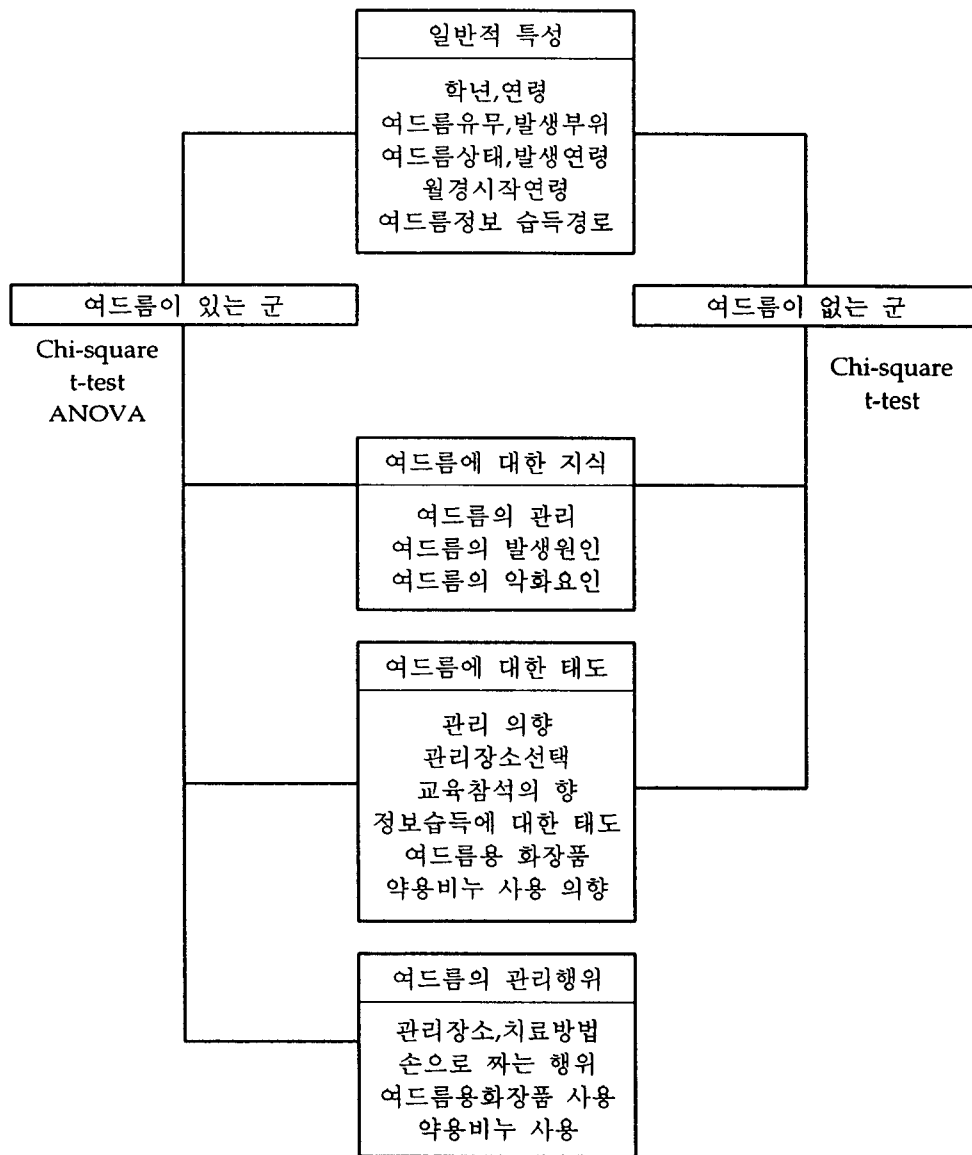 일반적 특성
학년,연령
여드름유무,발생부위
여드름상태,발생연령
월경시작연령
여드름정보 습득경로
여드름이 있는 군
여드름이 없는 군
Chi-square
t-test
ANOVA
Chi-square
t-test
여드름에 대한 지식
여드름의 관리
여드름의 발생원인
여드름의 악화요인
여드름에 대한 태도
관리 의향
관리장소선택
교육참석의 향
정보습득에 대한 태도
여드름용 화장품
약용비누 사용 의향
여드름의 관리행위
관리장소,치료방법
손으로 짜는 행위
여드름용화장품 사용
약용비누 사용